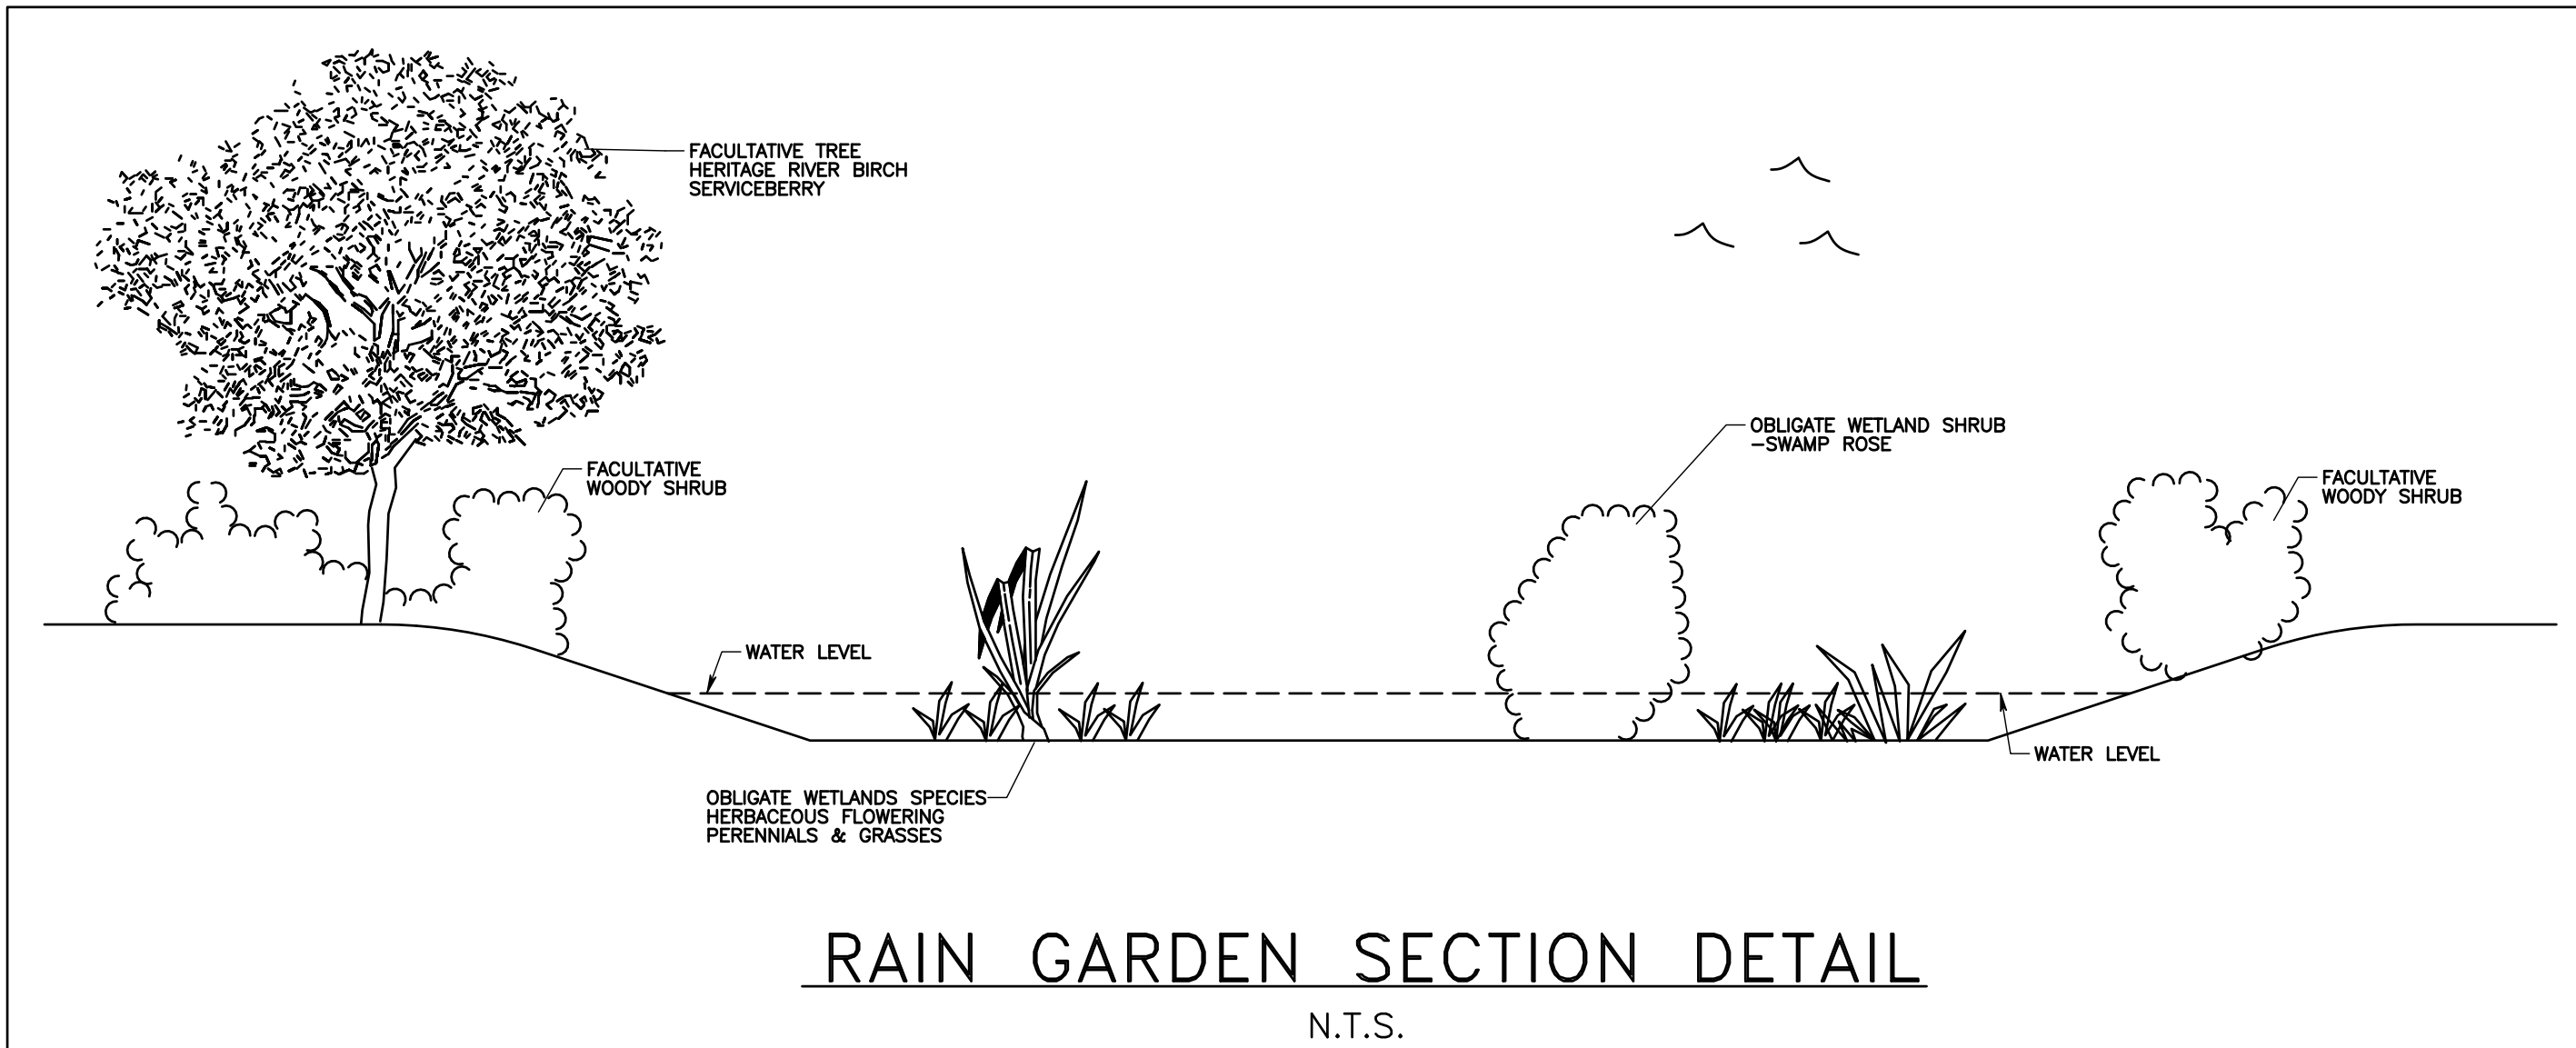 FACULTATIVE TREE
HERITAGE RIVER BIRCH
SERVICEBERRY
FACULTATIVE
WOODY SHRUB
OBLIGATE WETLAND SHRUB
-SWAMP ROSE
FACULTATIVE
WOODY SHRUB
WATER LEVEL
WATER LEVEL
OBLIGATE WETLANDS SPECIES
HERBACEOUS FLOWERING
PERENNIALS & GRASSES
RAIN GARDEN SECTION DETAIL
N.T.S.